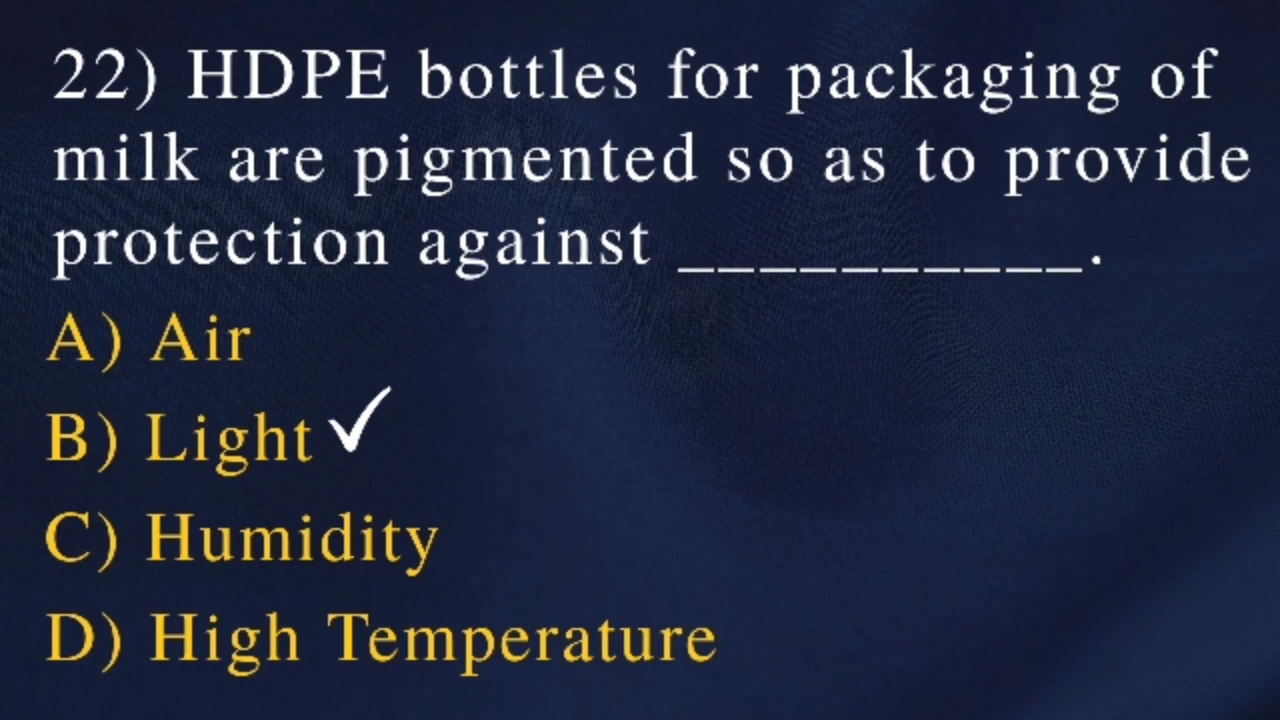 22) HDPE bottles for packaging of
milk are pigmented so as to provide
protection against __________.
A) Air
B) Light ✓
C) Humidity
D) High Temperature